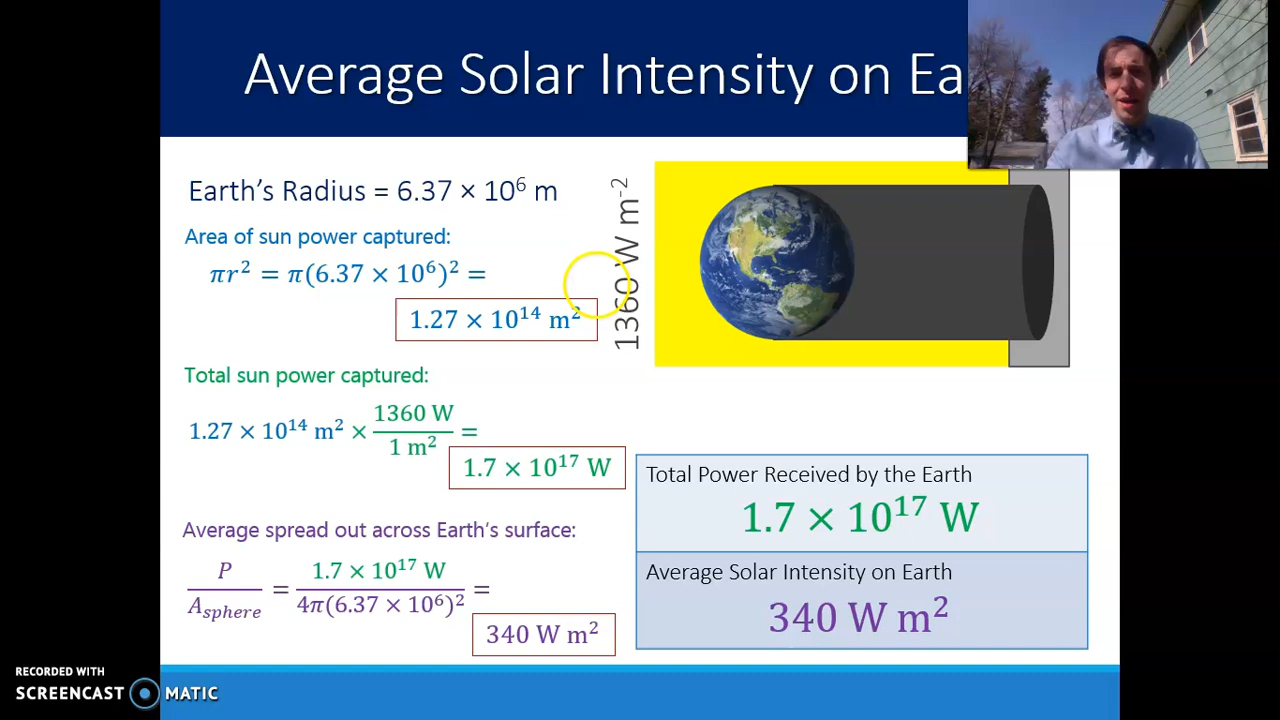 Average Solar Intensity on Ea
Earth's Radius = 6.37 × 10⁶ m
Area of sun power captured:
πr² = π(6.37 × 10⁶)² =
1.27 × 10¹⁴ m²
1360 W m⁻²
Total sun power captured:
1.27 × 10¹⁴ m² × 1360 W / 1 m² =
1.7 × 10¹⁷ W
Average spread out across Earth's surface:
P / A_sphere = 1.7 × 10¹⁷ W / 4π(6.37 × 10⁶)² =
340 W m²
Total Power Received by the Earth
1.7 × 10¹⁷ W
Average Solar Intensity on Earth
340 W m²
RECORDED WITH
SCREENCAST MATIC